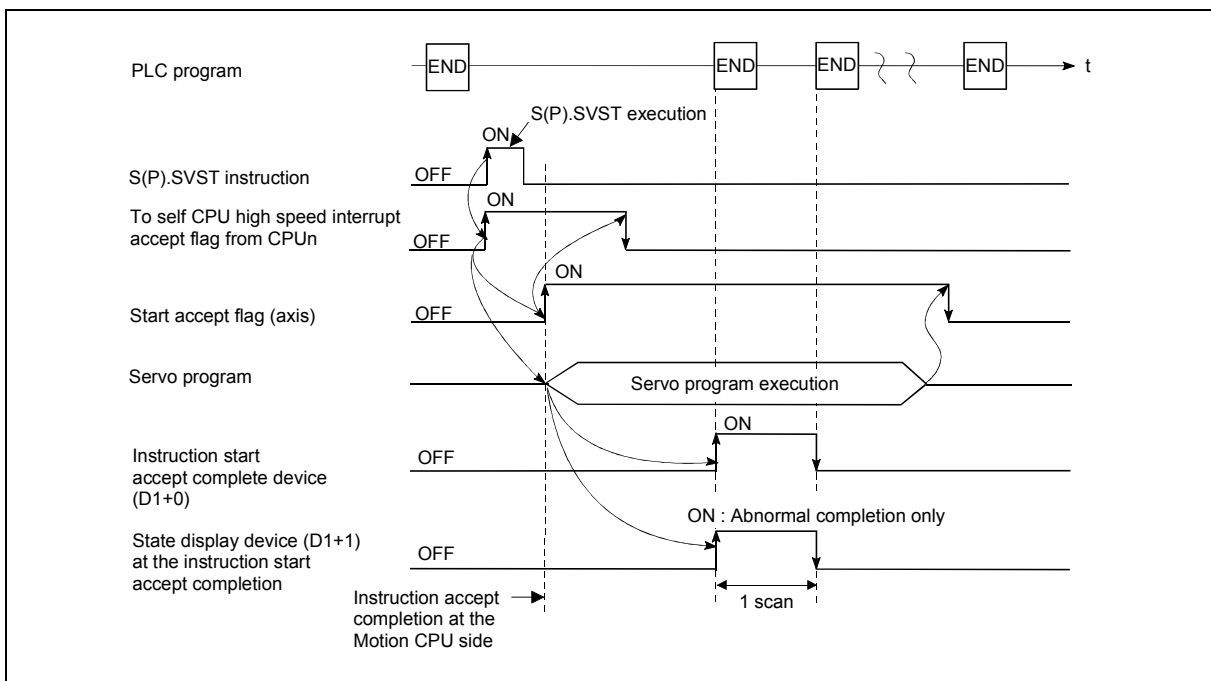 PLC program
END
END
END
END
t
S(P).SVST execution
ON
S(P).SVST instruction
OFF
ON
To self CPU high speed interrupt
accept flag from CPUn
OFF
ON
Start accept flag (axis)
OFF
Servo program
Servo program execution
ON
Instruction start
accept complete device
(D1+0)
OFF
ON : Abnormal completion only
State display device (D1+1)
at the instruction start
accept completion
OFF
Instruction accept
completion at the
Motion CPU side
1 scan